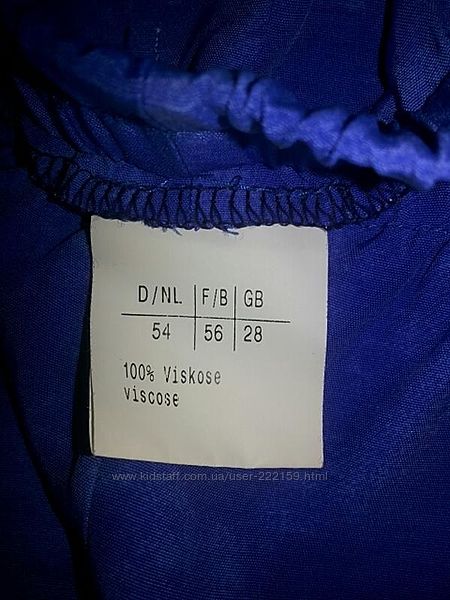 D/NL F/B GB
54 56 28
100% Viskose
Viscose
www.kidstaff.com.ua/user-222159.html